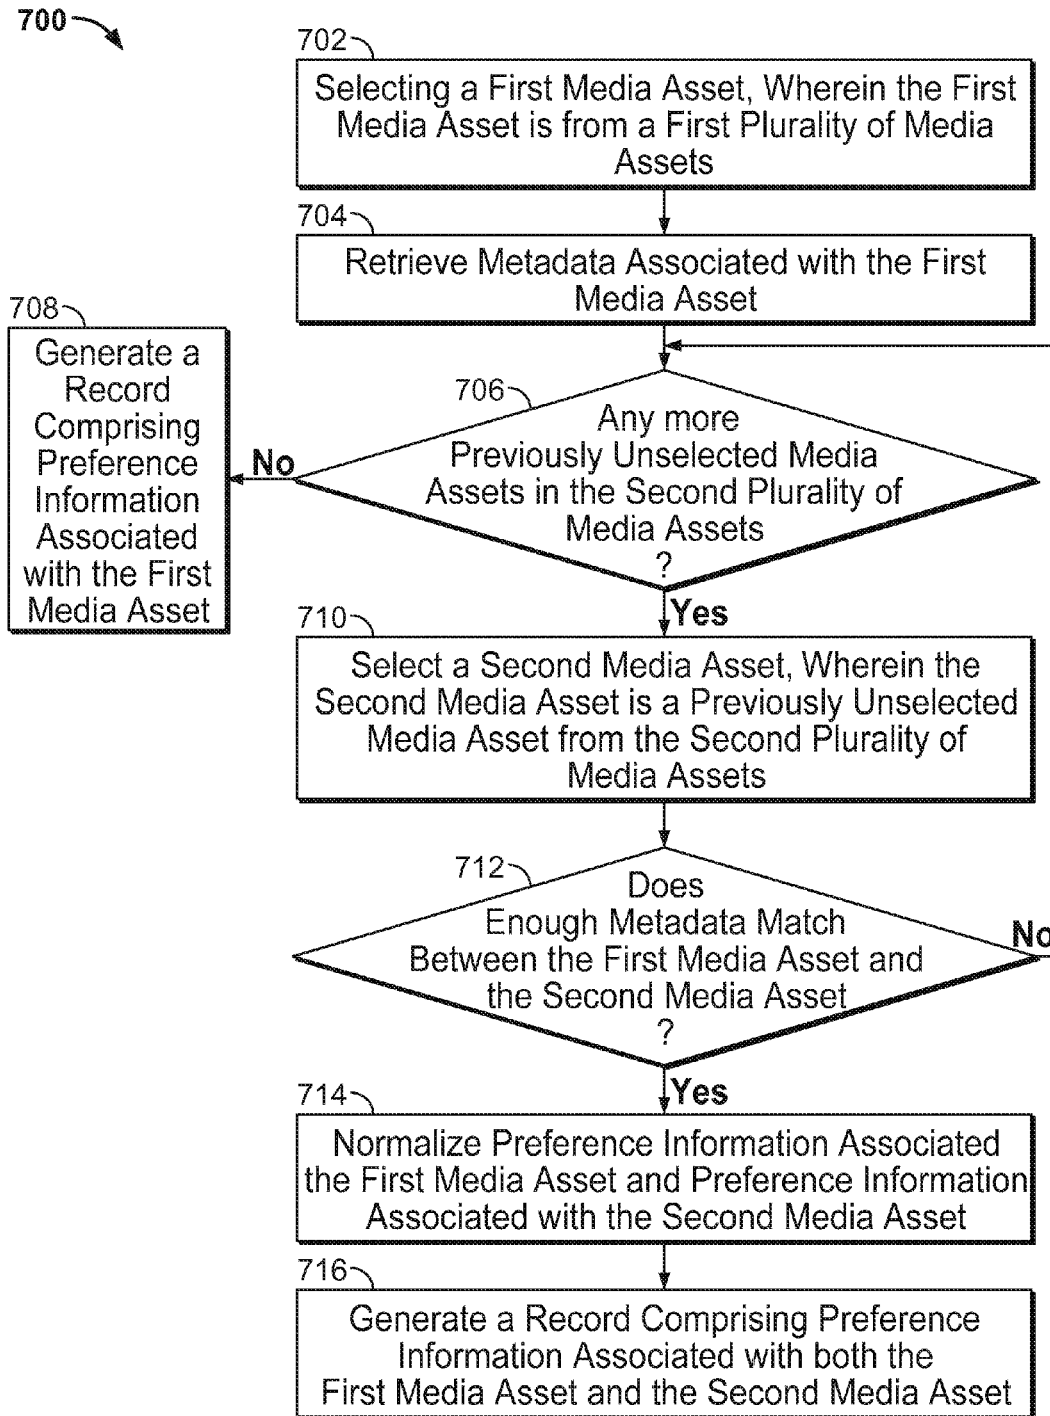 700
702
Selecting a First Media Asset, Wherein the First
Media Asset is from a First Plurality of Media
Assets
704
Retrieve Metadata Associated with the First
Media Asset
708
Generate a
Record
Comprising
Preference
Information
Associated
with the First
Media Asset
No
706
Any more
Previously Unselected Media
Assets in the Second Plurality of
Media Assets
?
Yes
710
Select a Second Media Asset, Wherein the
Second Media Asset is a Previously Unselected
Media Asset from the Second Plurality of
Media Assets
712
Does
Enough Metadata Match
Between the First Media Asset and
the Second Media Asset
?
No
Yes
714
Normalize Preference Information Associated
the First Media Asset and Preference Information
Associated with the Second Media Asset
716
Generate a Record Comprising Preference
Information Associated with both the
First Media Asset and the Second Media Asset